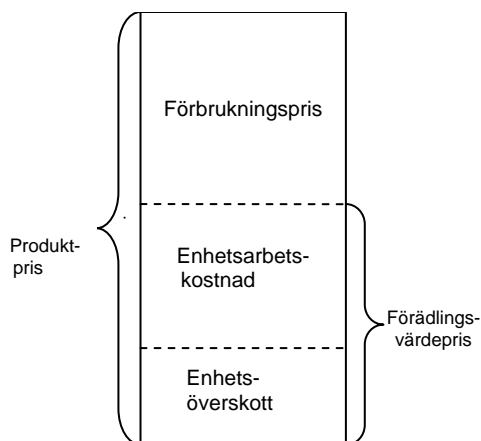 Förbrukningspris
Produkt-
pris
Enhetsarbets-
kostnad
Förädlings-
värdepris
Enhets-
överskott